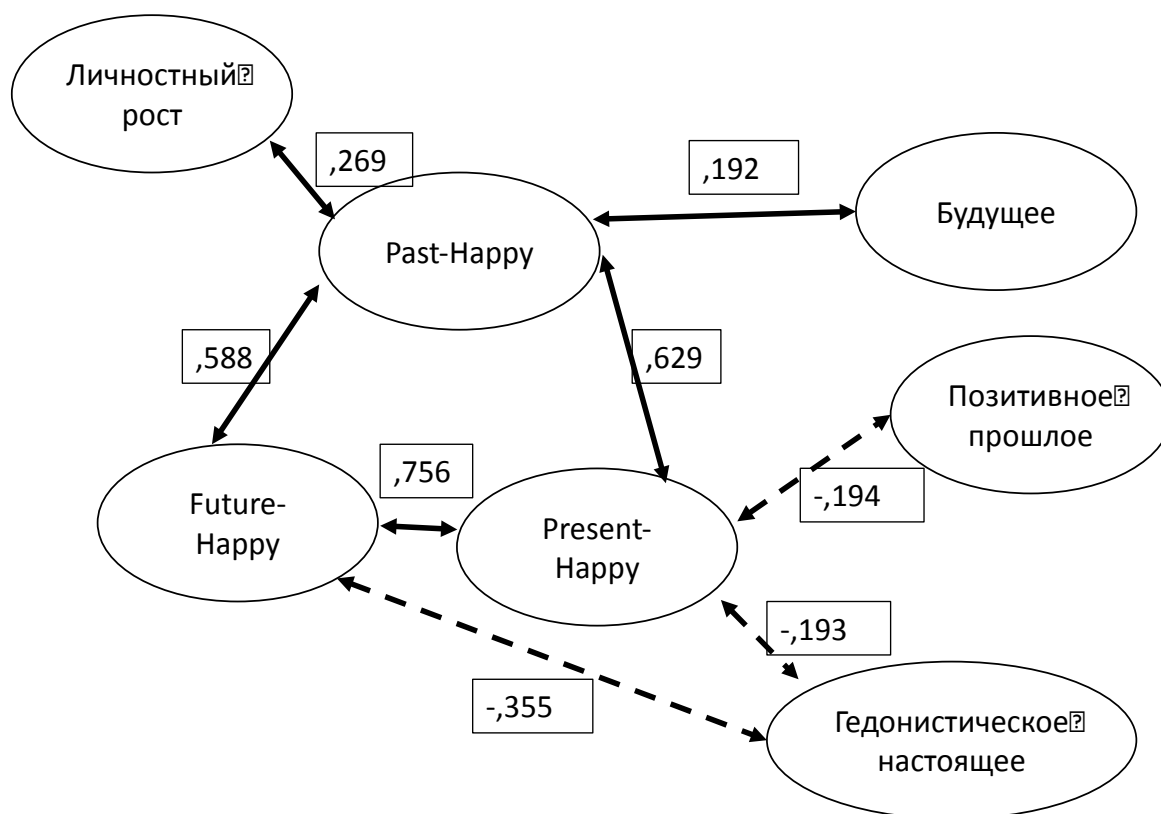 Личностный
рост
,269
,192
Past-Happy
Будущее
,588
,629
Позитивное
прошлое
,756
-,194
Future-
Happy
Present-
Happy
-,193
-,355
Гедонистическое
настоящее